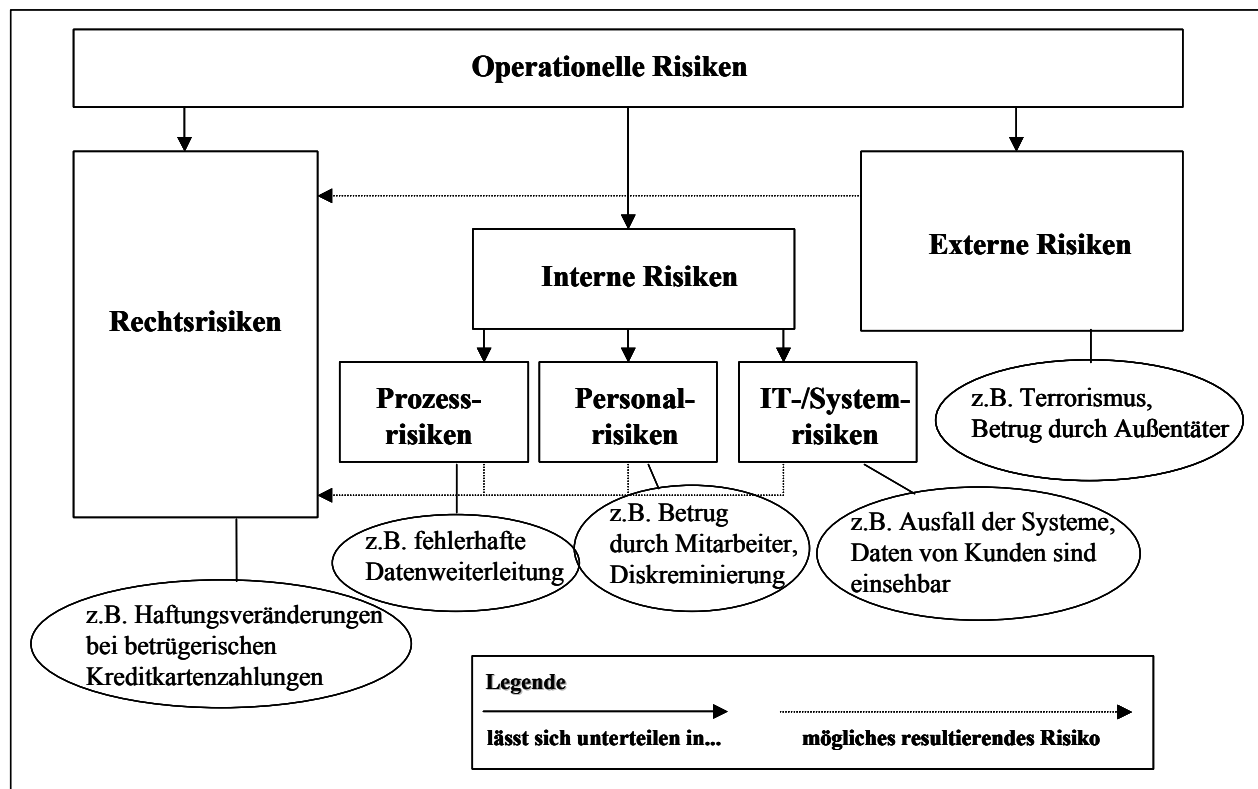 Operationelle Risiken
Rechtsrisiken
Interne Risiken
Externe Risiken
Prozess-
risiken
Personal-
risiken
IT-/System-
risiken
z.B. Terrorismus,
Betrug durch Außentäter
z.B. fehlerhafte
Datenweiterleitung
z.B. Betrug
durch Mitarbeiter,
Diskreminierung
z.B. Ausfall der Systeme,
Daten von Kunden sind
einsehbar
z.B. Haftungsveränderungen
bei betrügerischen
Kreditkartenzahlungen
Legende
lässt sich unterteilen in...
mögliches resultierendes Risiko